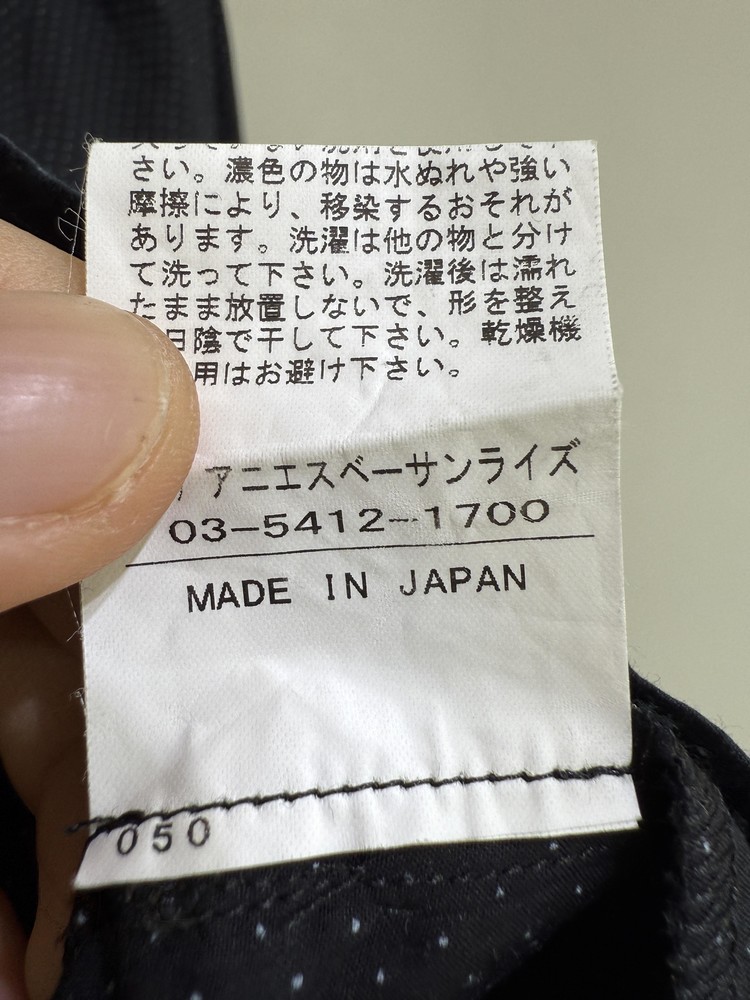 さい。濃色の物は水ぬれや強い
摩擦により、移染するおそれが
あります。洗濯は他の物と分け
て洗って下さい。洗濯後は濡れ
たまま放置しないで、形を整え
日陰で干して下さい。乾燥機
用はお避け下さい。
アニエスベーサンライズ
03-5412-1700
MADE IN JAPAN
050